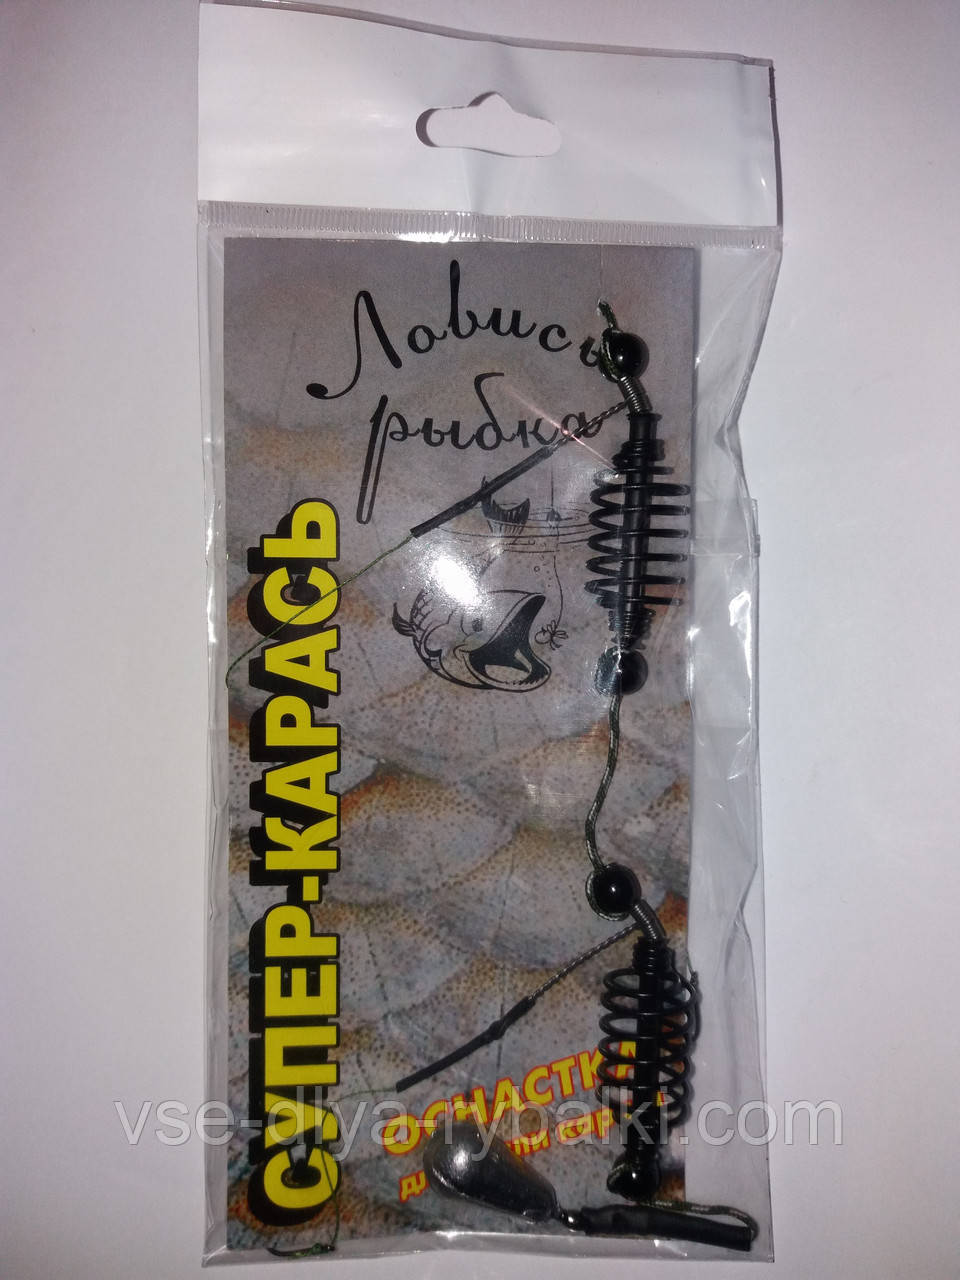 Ловись
рыбка
СУПЕР-КАРАСЬ
ОСНАСТКА
vse-dlya-rybalki.com